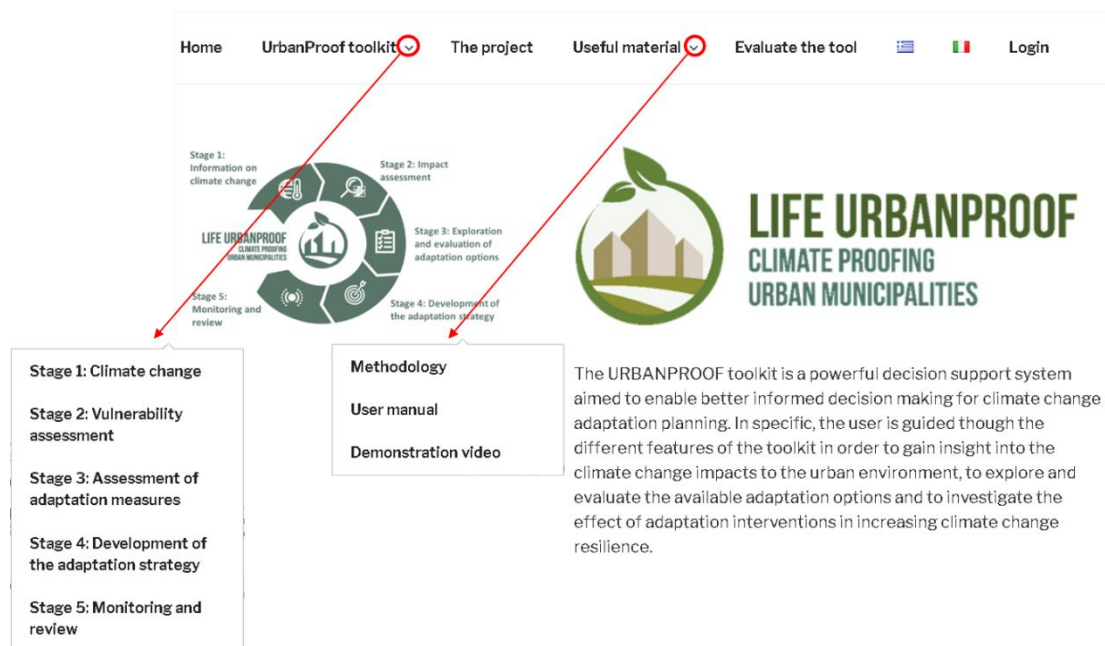 Home UrbanProof toolkit The project Useful material Evaluate the tool Login
Stage 1:
Information on
climate change
Stage 2: Impact
assessment
Stage 3: Exploration
and evaluation of
adaptation options
Stage 4: Development of
the adaptation strategy
Stage 5:
Monitoring and
review
LIFE URBANPROOF
CLIMATE PROOFING
URBAN MUNICIPALITIES
LIFE URBANPROOF
CLIMATE PROOFING
URBAN MUNICIPALITIES
Stage 1: Climate change
Stage 2: Vulnerability
assessment
Stage 3: Assessment of
adaptation measures
Stage 4: Development of
the adaptation strategy
Stage 5: Monitoring and
review
Methodology
User manual
Demonstration video
The URBANPROOF toolkit is a powerful decision support system
aimed to enable better informed decision making for climate change
adaptation planning. In specific, the user is guided though the
different features of the toolkit in order to gain insight into the
climate change impacts to the urban environment, to explore and
evaluate the available adaptation options and to investigate the
effect of adaptation interventions in increasing climate change
resilience.